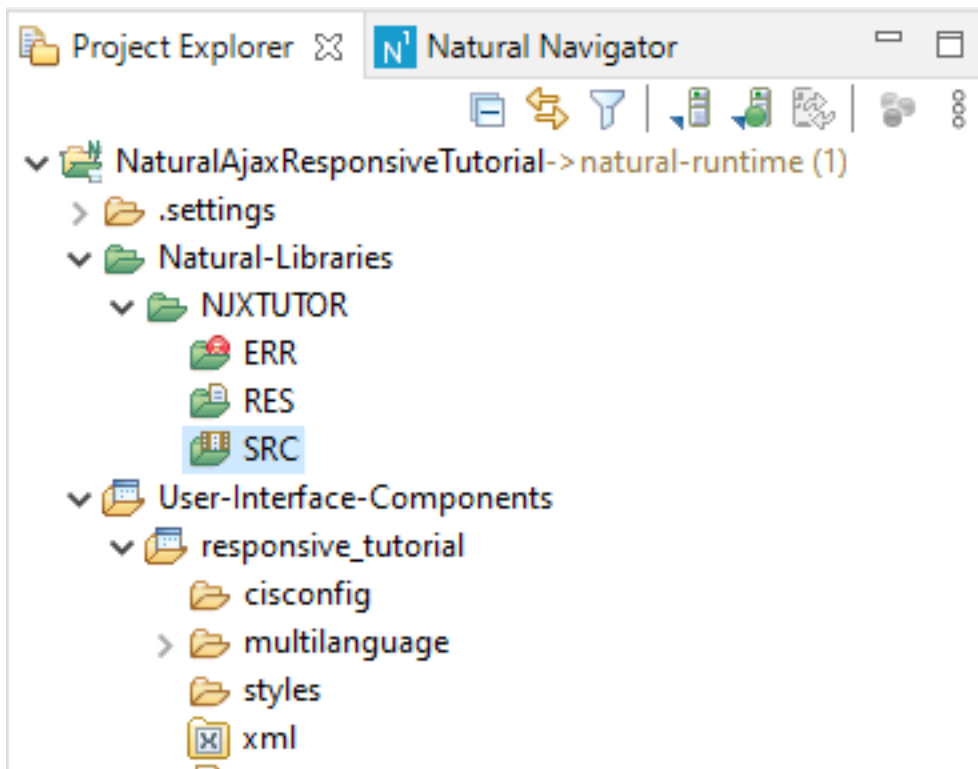 Project Explorer Natural Navigator
NaturalAjaxResponsiveTutorial->natural-runtime (1)
.settings
Natural-Libraries
NJXTUTOR
ERR
RES
SRC
User-Interface-Components
responsive_tutorial
cisconfig
multilanguage
styles
xml